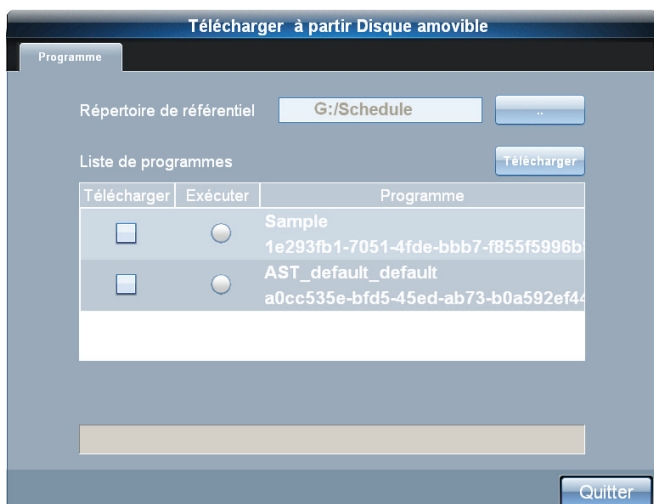 Télécharger à partir Disque amovible
Programme
Répertoire de référentiel G:/Schedule ..
Liste de programmes Télécharger
Télécharger Exécuter Programme
Sample
1e293fb1-7051-4fde-bbb7-f855f5996b
AST_default_default
a0cc535e-bfd5-45ed-ab73-b0a592ef44
Quitter